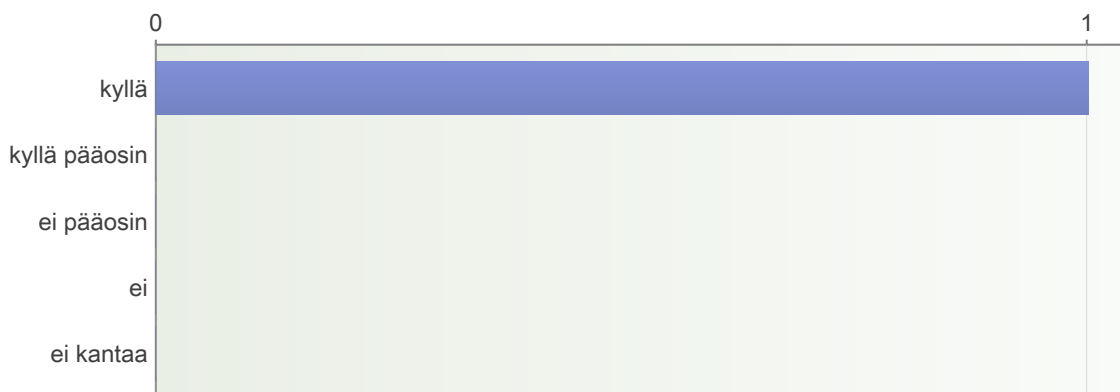 0 1
kyllä
kyllä pääosin
ei pääosin
ei
ei kantaa